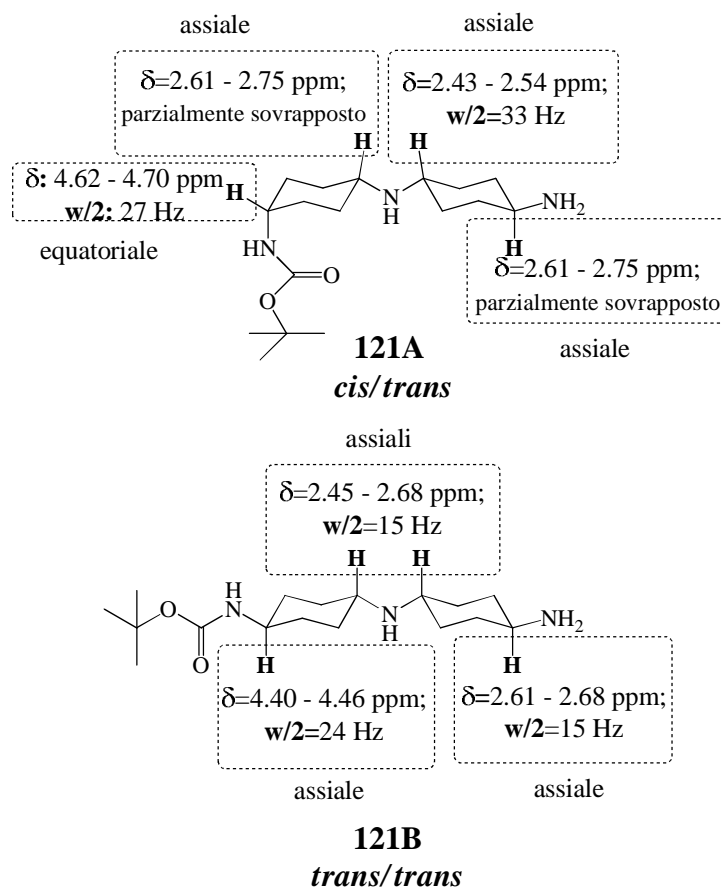 assiale
assiale
δ=2.61 - 2.75 ppm;
parzialmente sovrapposto
δ=2.43 - 2.54 ppm;
w/2=33 Hz
H
H
δ: 4.62 - 4.70 ppm
w/2: 27 Hz
H
equatoriale
N
H
NH2
HN
O
O
H
δ=2.61 - 2.75 ppm;
parzialmente sovrapposto
assiale
121A
cis/trans
assiali
δ=2.45 - 2.68 ppm;
w/2=15 Hz
H
H
O
H
N
O
N
H
NH2
H
H
δ=4.40 - 4.46 ppm;
w/2=24 Hz
δ=2.61 - 2.68 ppm;
w/2=15 Hz
assiale
assiale
121B
trans/trans